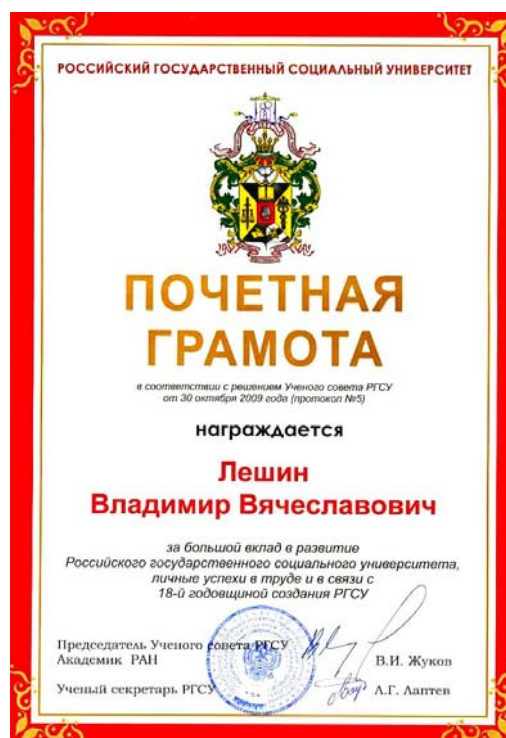 РОССИЙСКИЙ ГОСУДАРСТВЕННЫЙ СОЦИАЛЬНЫЙ УНИВЕРСИТЕТ
ПОЧЕТНАЯ
ГРАМОТА
в соответствии с решением Ученого совета РГСУ
от 30 октября 2009 года (протокол №5)
награждается
Лешин
Владимир Вячеславович
за большой вклад в развитие
Российского государственного социального университета,
личные успехи в труде и в связи с
18-й годовщиной создания РГСУ
Председатель Ученого совета РГСУ
Академик РАН В.И. Жуков
Ученый секретарь РГСУ Л.Г. Лаптев